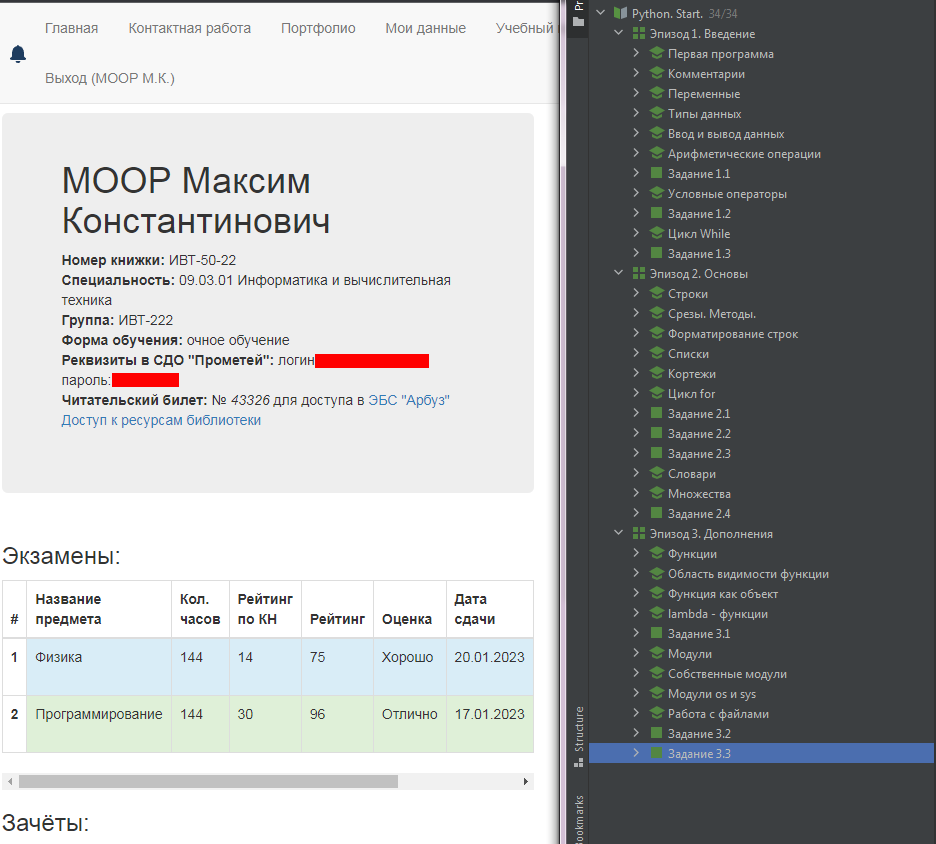 Главная Контактная работа Портфолио Мои данные Учебный
Выход (МООР М.К.)
МООР Максим
Константинович
Номер книжки: ИВТ-50-22
Специальность: 09.03.01 Информатика и вычислительная
техника
Группа: ИВТ-222
Форма обучения: очное обучение
Реквизиты в СДО "Прометей": логин
пароль:
Читательский билет: № 43326 для доступа в ЭБС "Арбуз"
Доступ к ресурсам библиотеки
Экзамены:
# Название предмета Кол. часов Рейтинг по КН Рейтинг Оценка Дата сдачи
1 Физика 144 14 75 Хорошо 20.01.2023
2 Программирование 144 30 96 Отлично 17.01.2023
Зачёты:
Pr
Structure
Bookmarks
Python. Start. 34/34
Эпизод 1. Введение
Первая программа
Комментарии
Переменные
Типы данных
Ввод и вывод данных
Арифметические операции
Задание 1.1
Условные операторы
Задание 1.2
Цикл While
Задание 1.3
Эпизод 2. Основы
Строки
Срезы. Методы.
Форматирование строк
Списки
Кортежи
Цикл for
Задание 2.1
Задание 2.2
Задание 2.3
Словари
Множества
Задание 2.4
Эпизод 3. Дополнения
Функции
Область видимости функции
Функция как объект
lambda - функции
Задание 3.1
Модули
Собственные модули
Модули os и sys
Работа с файлами
Задание 3.2
Задание 3.3